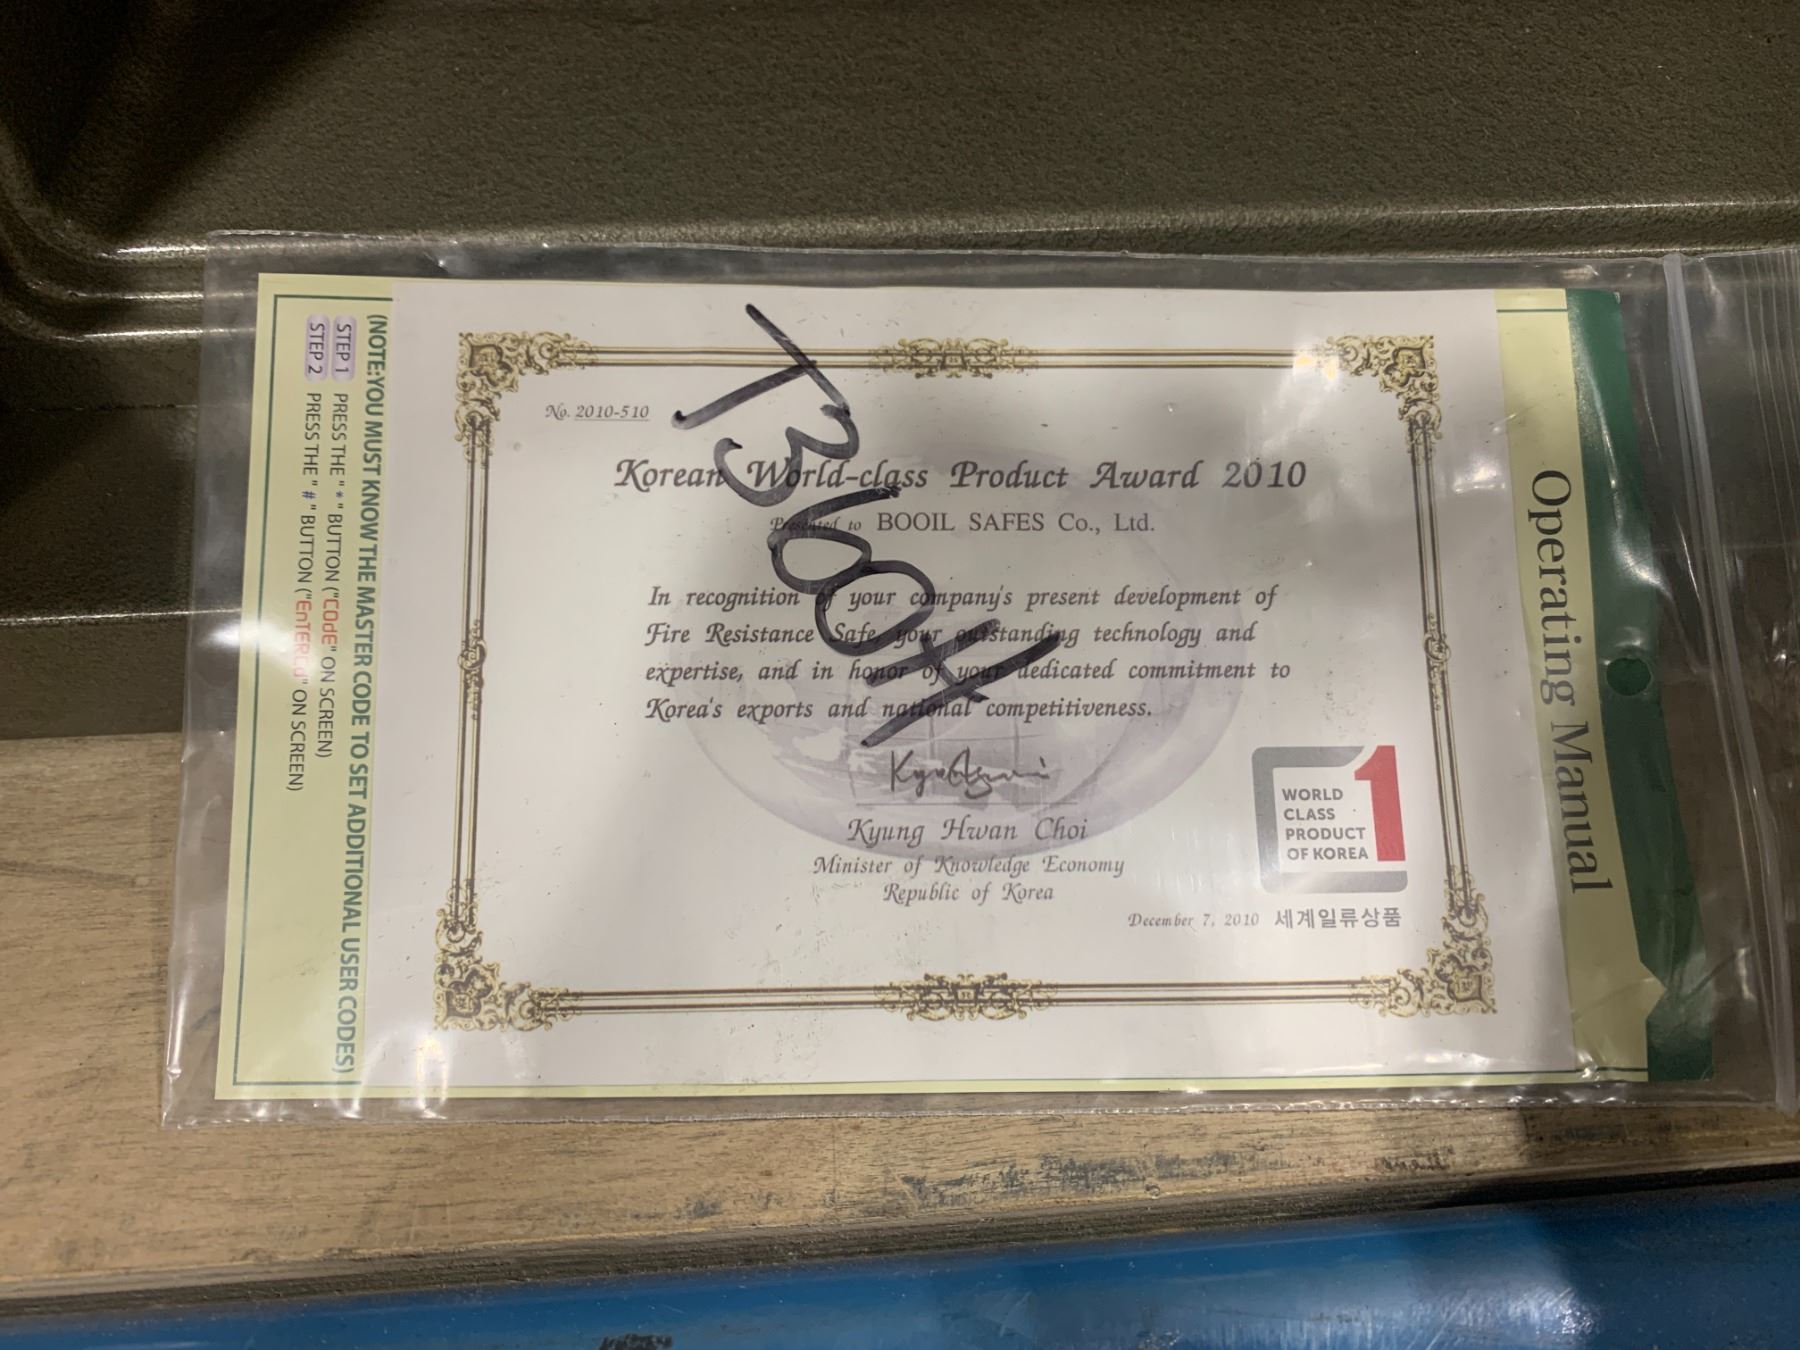 (NOTE:YOU MUST KNOW THE MASTER CODE TO SET ADDITIONAL USER CODES)
STEP 1 PRESS THE "*" BUTTON ("COdE" ON SCREEN)
STEP 2 PRESS THE "#" BUTTON ("EnTERCd" ON SCREEN)
No. 2010-510
Korean World-class Product Award 2010
Presented to BOOIL SAFES Co., Ltd.
In recognition of your company's present development of
Fire Resistance Safe, your outstanding technology and
expertise, and in honor of your dedicated commitment to
Korea's exports and national competitiveness.
Kyung Hwan Choi
Minister of Knowledge Economy
Republic of Korea
December 7, 2010
WORLD
CLASS
PRODUCT
OF KOREA
1
세계일류상품
Operating Manual